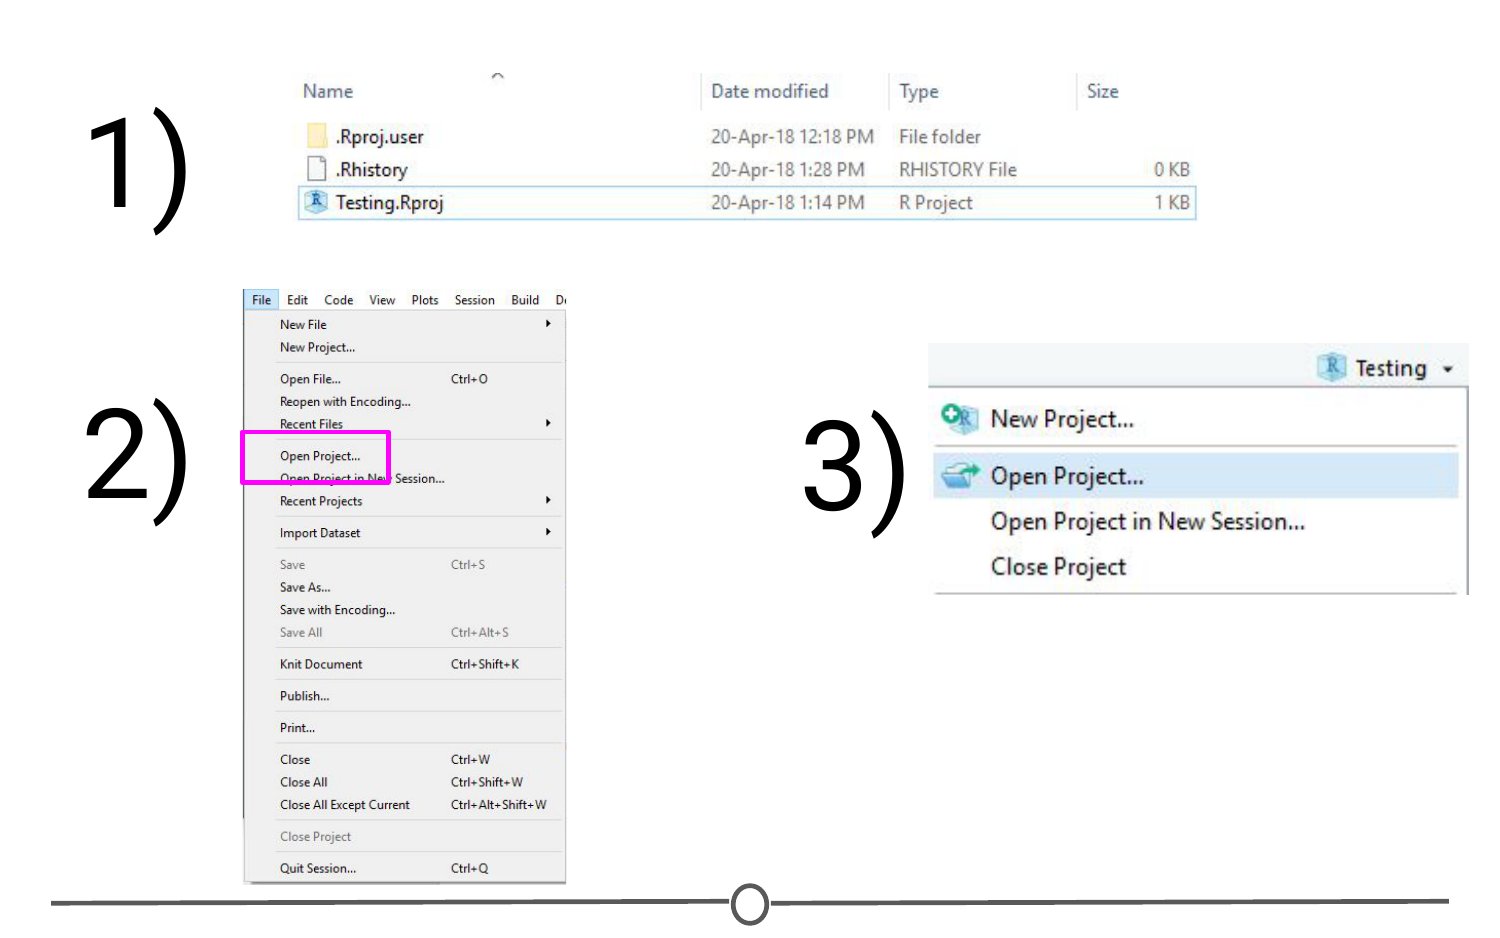 1)
Name Date modified Type Size
.Rproj.user 20-Apr-18 12:18 PM File folder
.Rhistory 20-Apr-18 1:28 PM RHISTORY File 0 KB
Testing.Rproj 20-Apr-18 1:14 PM R Project 1 KB
2)
File Edit Code View Plots Session Build
New File
New Project...
Open File... Ctrl+O
Reopen with Encoding...
Recent Files
Open Project...
Open Project in New Session...
Recent Projects
Import Dataset
Save Ctrl+S
Save As...
Save with Encoding...
Save All Ctrl+Alt+S
Knit Document Ctrl+Shift+K
Publish...
Print...
Close Ctrl+W
Close All Ctrl+Shift+W
Close All Except Current Ctrl+Alt+Shift+W
Close Project
Quit Session... Ctrl+Q
3)
Testing
New Project...
Open Project...
Open Project in New Session...
Close Project